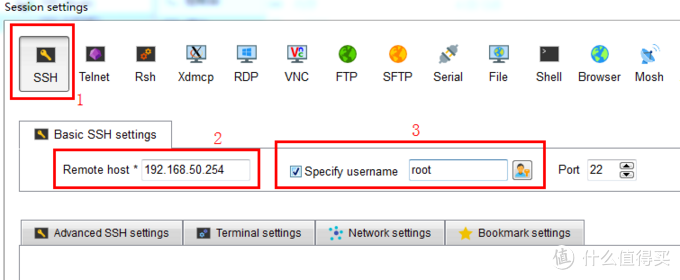 Session settings
SSH Telnet Rsh Xdmcp RDP VNC FTP SFTP Serial File Shell Browser Mosh
1
Basic SSH settings
2
3
Remote host * 192.168.50.254 Specify username root Port 22
Advanced SSH settings Terminal settings Network settings Bookmark settings
值 什么值得买